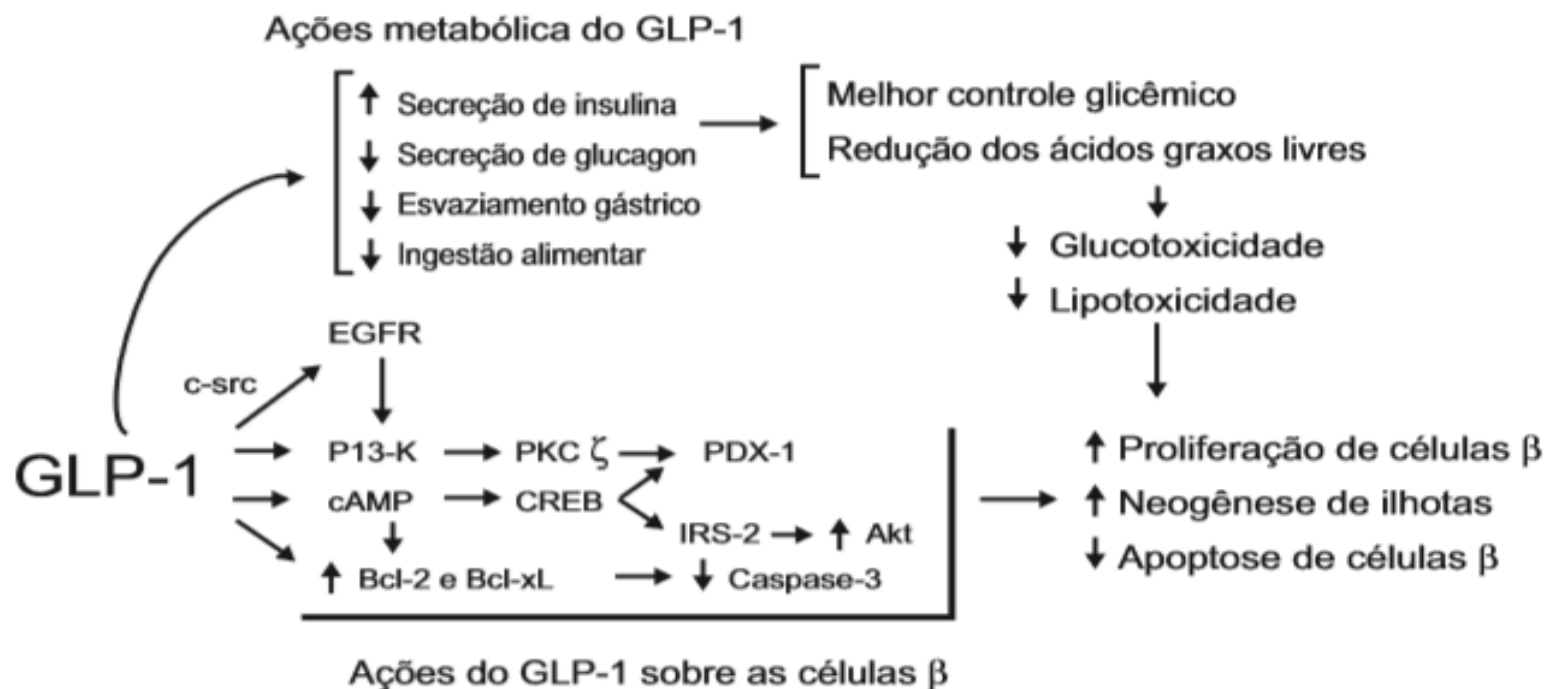 Ações metabólica do GLP-1
↑ Secreção de insulina
↓ Secreção de glucagon
↓ Esvaziamento gástrico
↓ Ingestão alimentar
Melhor controle glicêmico
Redução dos ácidos graxos livres
↓ Glucotoxicidade
↓ Lipotoxicidade
EGFR
c-src
GLP-1
P13-K → PKC ζ → PDX-1
cAMP → CREB
IRS-2 → ↑ Akt
↑ Bcl-2 e Bcl-xL → ↓ Caspase-3
↑ Proliferação de células β
↑ Neogênese de ilhotas
↓ Apoptose de células β
Ações do GLP-1 sobre as células β